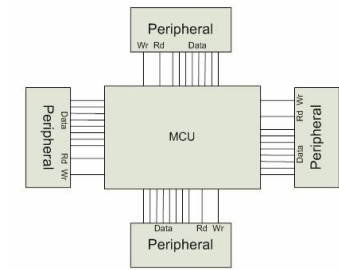 Peripheral
Wr Rd Data
Peripheral
Data
Rd Wr
MCU
Wr
Rd
Data
Peripheral
Data Rd Wr
Peripheral